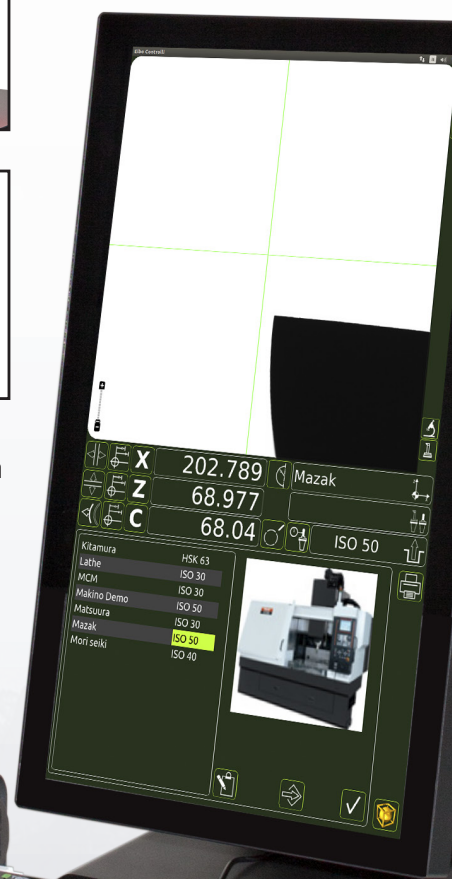 Elbo Controlli
X 202.789 Mazak
Z 68.977
C 68.04 ISO 50
Kitamura HSK 63
Lathe ISO 30
MCM ISO 30
Makino Demo ISO 50
Matsuura ISO 30
Mazak ISO 50
Mori seiki ISO 40